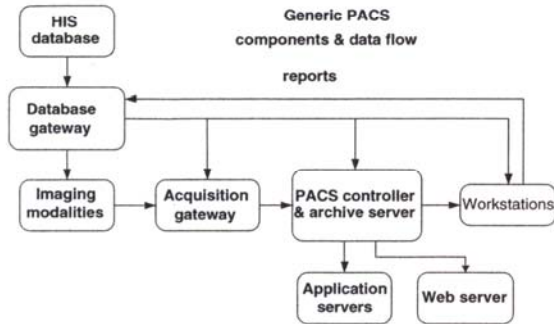 HIS
database
Generic PACS
components & data flow
reports
Database
gateway
Imaging
modalities
Acquisition
gateway
PACS controller
& archive server
Workstations
Application
servers
Web server